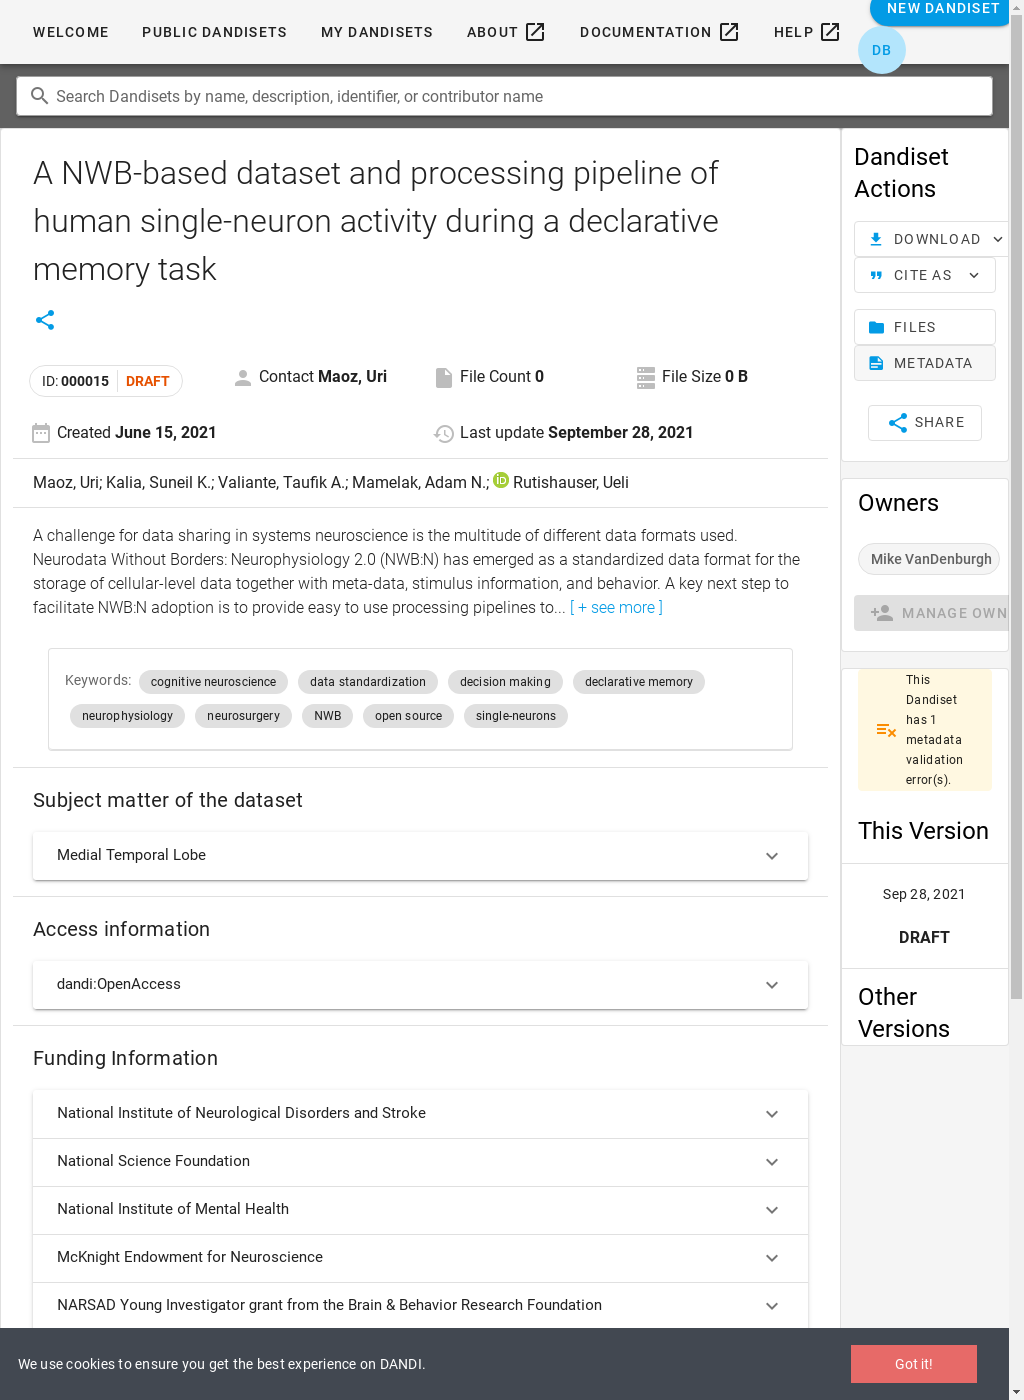 WELCOME
PUBLIC DANDISETS
MY DANDISETS
ABOUT
DOCUMENTATION
HELP
NEW DANDISET
DB
Search Dandisets by name, description, identifier, or contributor name
A NWB-based dataset and processing pipeline of
human single-neuron activity during a declarative
memory task
ID: 000015 DRAFT
Contact Maoz, Uri
File Count 0
File Size 0 B
Created June 15, 2021
Last update September 28, 2021
Maoz, Uri; Kalia, Suneil K.; Valiante, Taufik A.; Mamelak, Adam N.; iD Rutishauser, Ueli
A challenge for data sharing in systems neuroscience is the multitude of different data formats used.
Neurodata Without Borders: Neurophysiology 2.0 (NWB:N) has emerged as a standardized data format for the
storage of cellular-level data together with meta-data, stimulus information, and behavior. A key next step to
facilitate NWB:N adoption is to provide easy to use processing pipelines to... [ + see more ]
Keywords: cognitive neuroscience data standardization decision making declarative memory
neurophysiology neurosurgery NWB open source single-neurons
Subject matter of the dataset
Medial Temporal Lobe
Access information
dandi:OpenAccess
Funding Information
National Institute of Neurological Disorders and Stroke
National Science Foundation
National Institute of Mental Health
McKnight Endowment for Neuroscience
NARSAD Young Investigator grant from the Brain & Behavior Research Foundation
Dandiset
Actions
DOWNLOAD
CITE AS
FILES
METADATA
SHARE
Owners
Mike VanDenburgh
MANAGE OWN
This
Dandiset
has 1
metadata
validation
error(s).
This Version
Sep 28, 2021
DRAFT
Other
Versions
We use cookies to ensure you get the best experience on DANDI.
Got it!